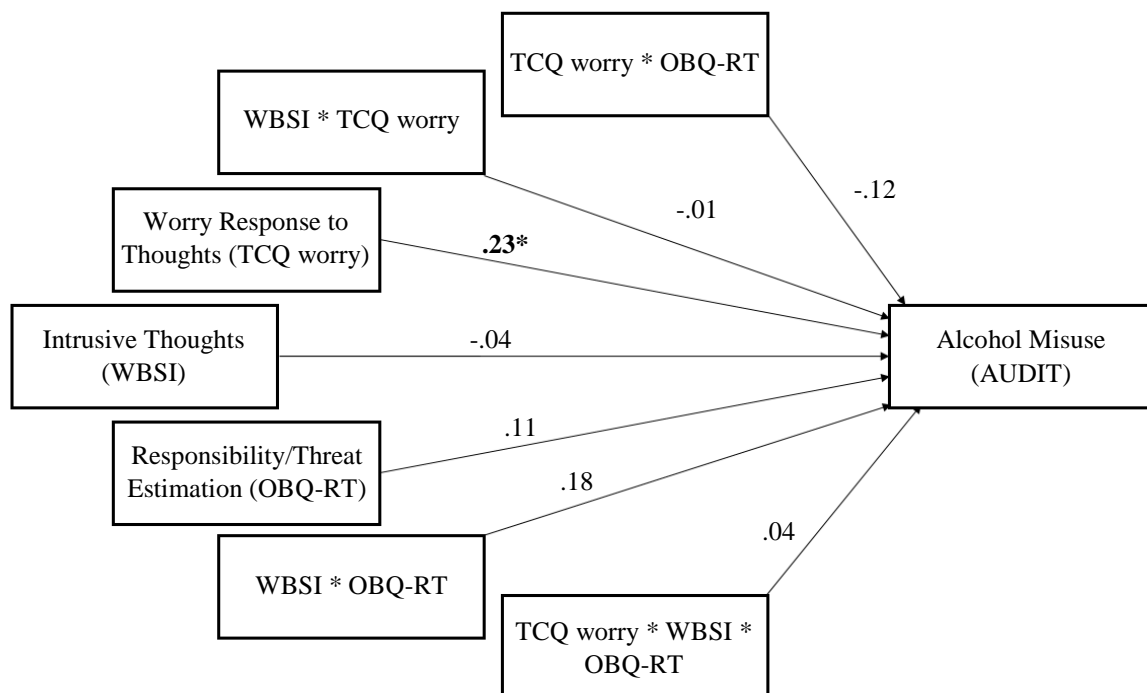 TCQ worry * OBQ-RT
WBSI * TCQ worry
-.12
-.01
Worry Response to
Thoughts (TCQ worry)
.23*
Intrusive Thoughts
(WBSI)
-.04
Alcohol Misuse
(AUDIT)
Responsibility/Threat
Estimation (OBQ-RT)
.11
.18
WBSI * OBQ-RT
.04
TCQ worry * WBSI *
OBQ-RT